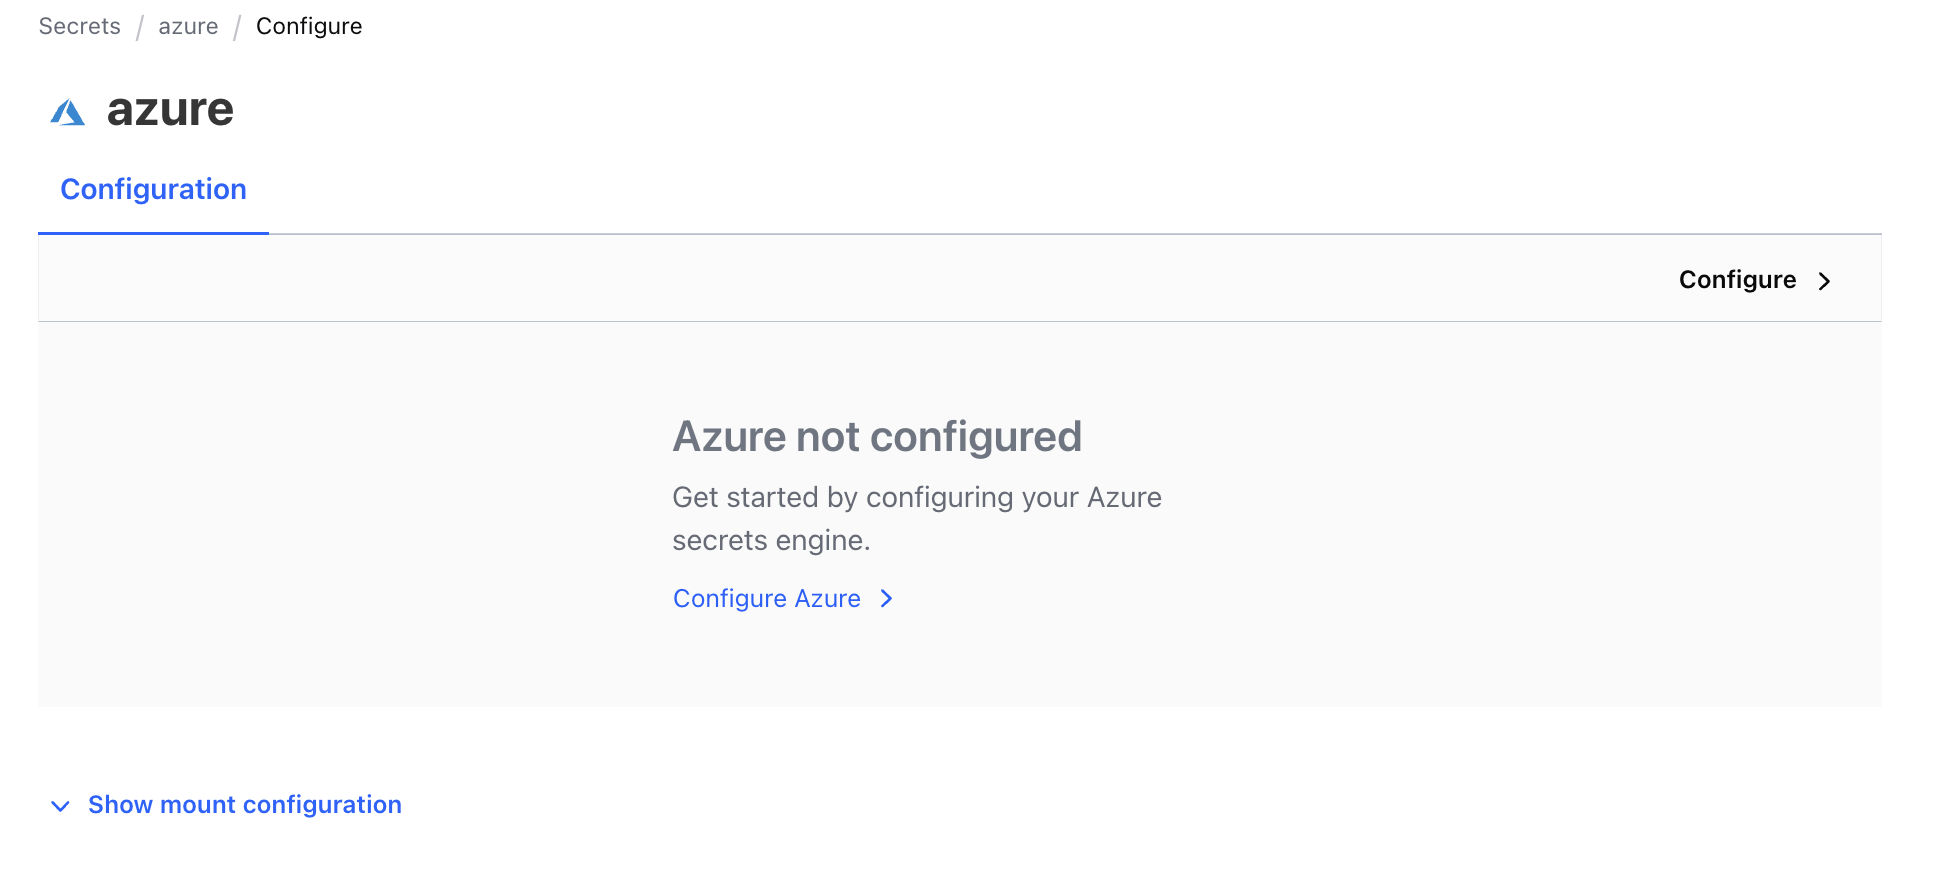 Secrets / azure / Configure
azure
Configuration
Configure
Azure not configured
Get started by configuring your Azure
secrets engine.
Configure Azure
Show mount configuration